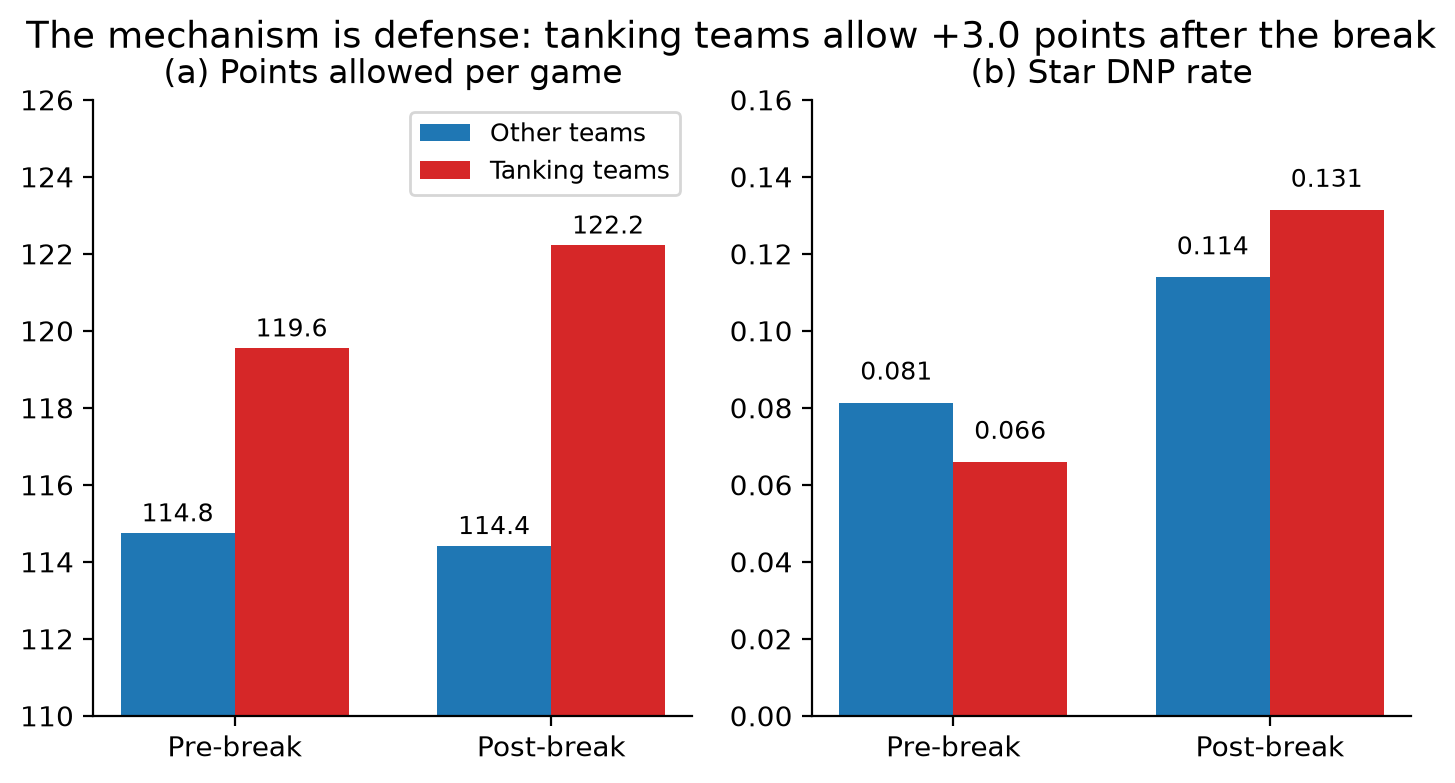 The mechanism is defense: tanking teams allow +3.0 points after the break
(a) Points allowed per game
126
124
122
120
118
116
114
112
110
Other teams
Tanking teams
114.8
119.6
114.4
122.2
Pre-break
Post-break
(b) Star DNP rate
0.16
0.14
0.12
0.10
0.08
0.06
0.04
0.02
0.00
0.081
0.066
0.114
0.131
Pre-break
Post-break